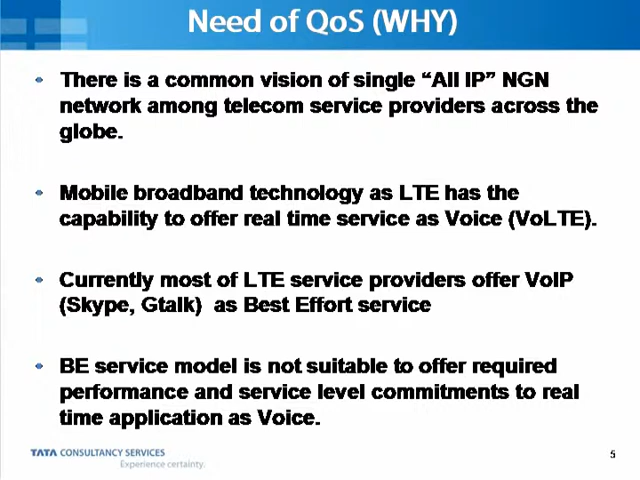 Need of QoS (WHY)
There is a common vision of single “All IP” NGN
network among telecom service providers across the
globe.
Mobile broadband technology as LTE has the
capability to offer real time service as Voice (VoLTE).
Currently most of LTE service providers offer VoIP
(Skype, Gtalk)  as Best Effort service
BE service model is not suitable to offer required
performance and service level commitments to real
time application as Voice.
TATA CONSULTANCY SERVICES
Experience certainty.
5